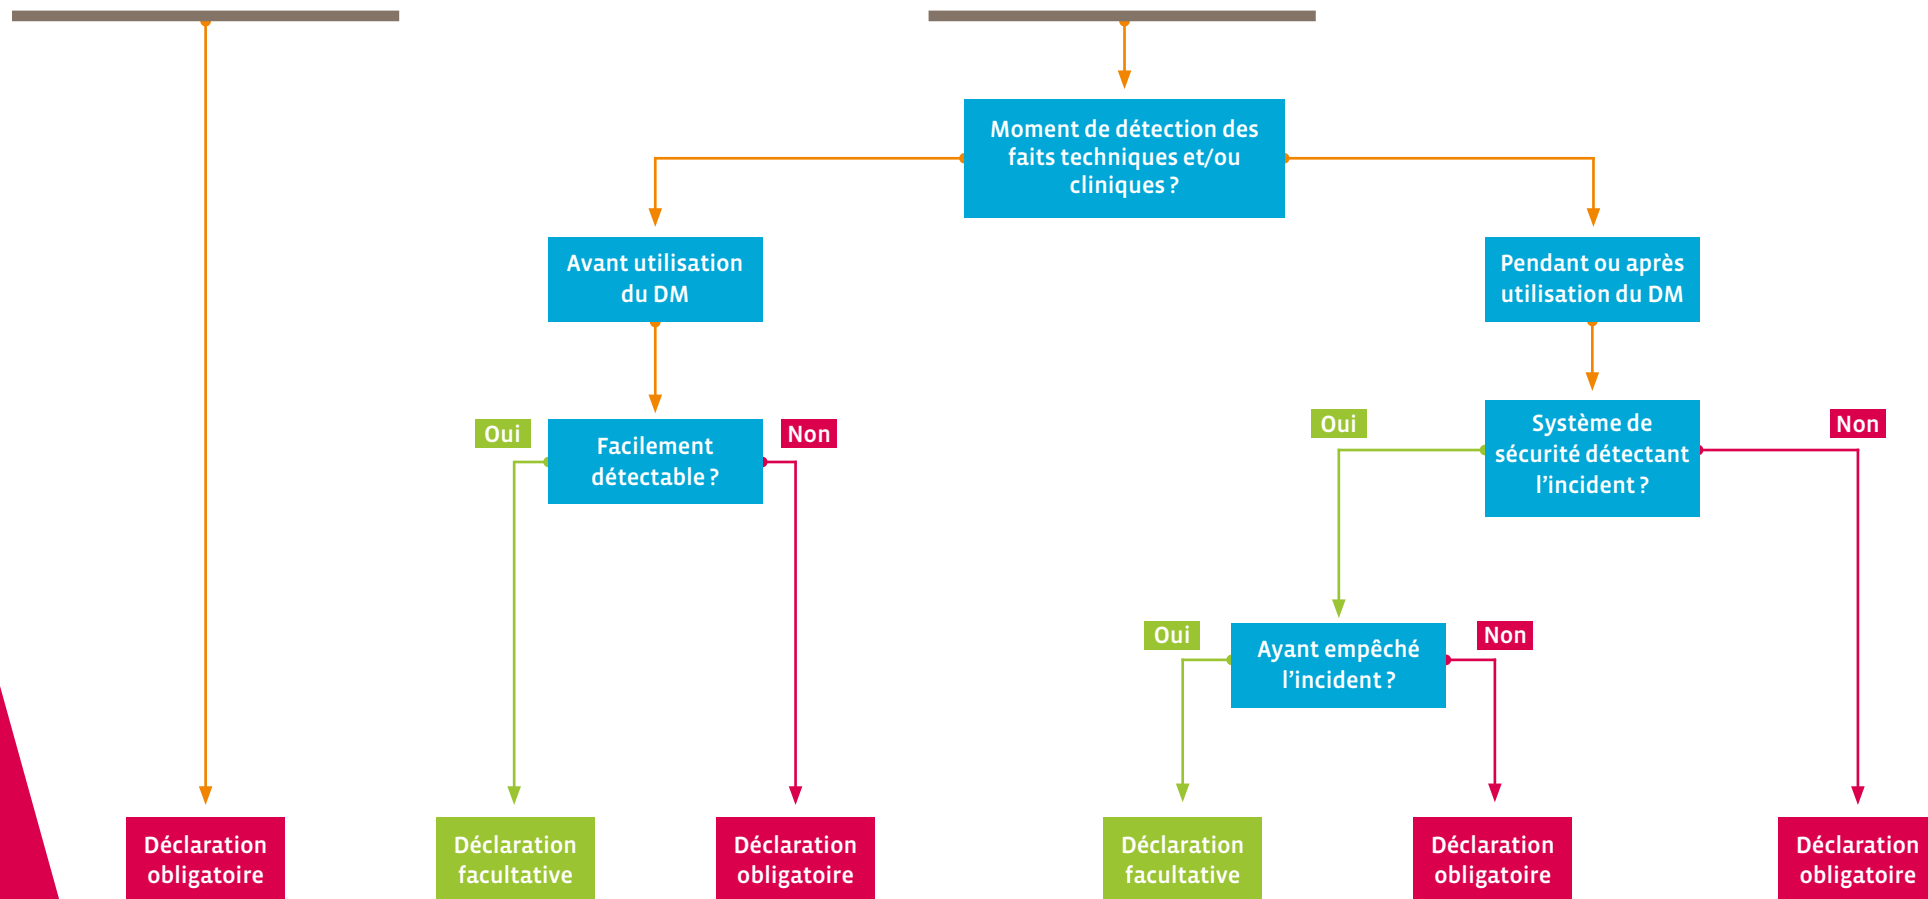 Moment de détection des
faits techniques et/ou
cliniques ?
Avant utilisation
du DM
Pendant ou après
utilisation du DM
Oui
Facilement
détectable ?
Non
Oui
Système de
sécurité détectant
l’incident ?
Non
Oui
Ayant empêché
l’incident ?
Non
Déclaration
obligatoire
Déclaration
facultative
Déclaration
obligatoire
Déclaration
facultative
Déclaration
obligatoire
Déclaration
obligatoire